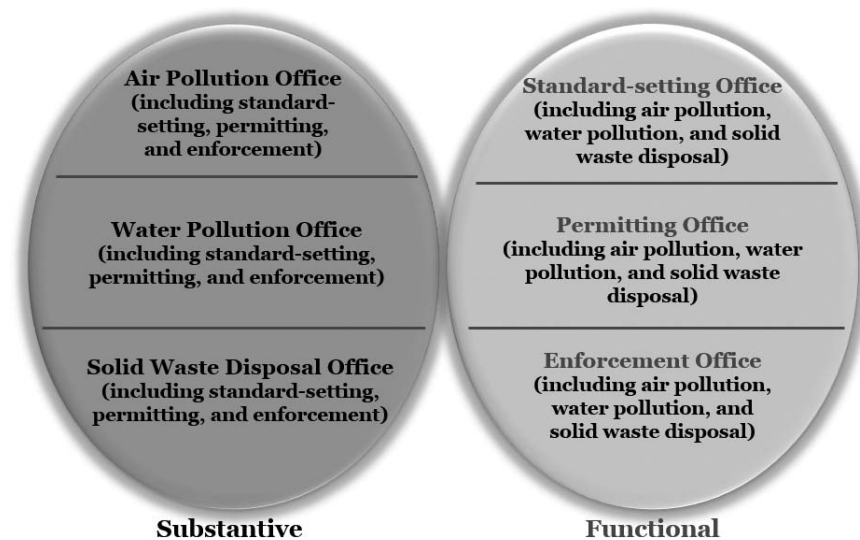 Air Pollution Office
(including standard-
setting, permitting,
and enforcement)
Water Pollution Office
(including standard-setting,
permitting, and enforcement)
Solid Waste Disposal Office
(including standard-setting,
permitting, and enforcement)
Substantive
Standard-setting Office
(including air pollution,
water pollution, and solid
waste disposal)
Permitting Office
(including air pollution, water
pollution, and solid waste
disposal)
Enforcement Office
(including air pollution,
water pollution, and
solid waste disposal)
Functional